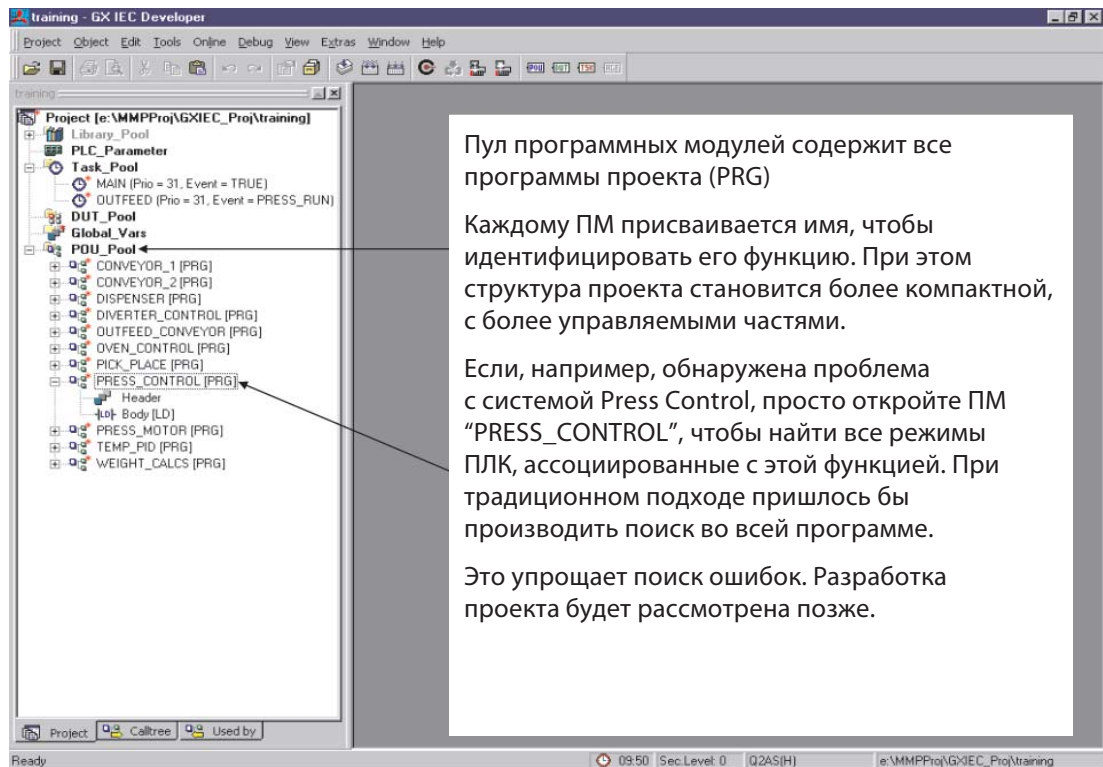 training - GX IEC Developer
Project Object Edit Tools Online Debug View Extras Window Help
training
Project [e:\MMPProj\GXIEC_Proj\training]
Library_Pool
PLC_Parameter
Task_Pool
MAIN (Prio = 31, Event = TRUE)
OUTFEED (Prio = 31, Event = PRESS_RUN)
DUT_Pool
Global_Vars
POU_Pool
CONVEYOR_1 [PRG]
CONVEYOR_2 [PRG]
DISPENSER [PRG]
DIVERTER_CONTROL [PRG]
OUTFEED_CONVEYOR [PRG]
OVEN_CONTROL [PRG]
PICK_PLACE [PRG]
PRESS_CONTROL [PRG]
Header
Body [LD]
PRESS_MOTOR [PRG]
TEMP_PID [PRG]
WEIGHT_CALCS [PRG]
Project Calltree Used by
Пул программных модулей содержит все
программы проекта (PRG)
Каждому ПМ присваивается имя, чтобы
идентифицировать его функцию. При этом
структура проекта становится более компактной,
с более управляемыми частями.
Если, например, обнаружена проблема
с системой Press Control, просто откройте ПМ
“PRESS_CONTROL”, чтобы найти все режимы
ПЛК, ассоциированные с этой функцией. При
традиционном подходе пришлось бы
производить поиск во всей программе.
Это упрощает поиск ошибок. Разработка
проекта будет рассмотрена позже.
Ready 09:50 Sec.Level: 0 Q2AS(H) e:\MMPProj\GXIEC_Proj\training